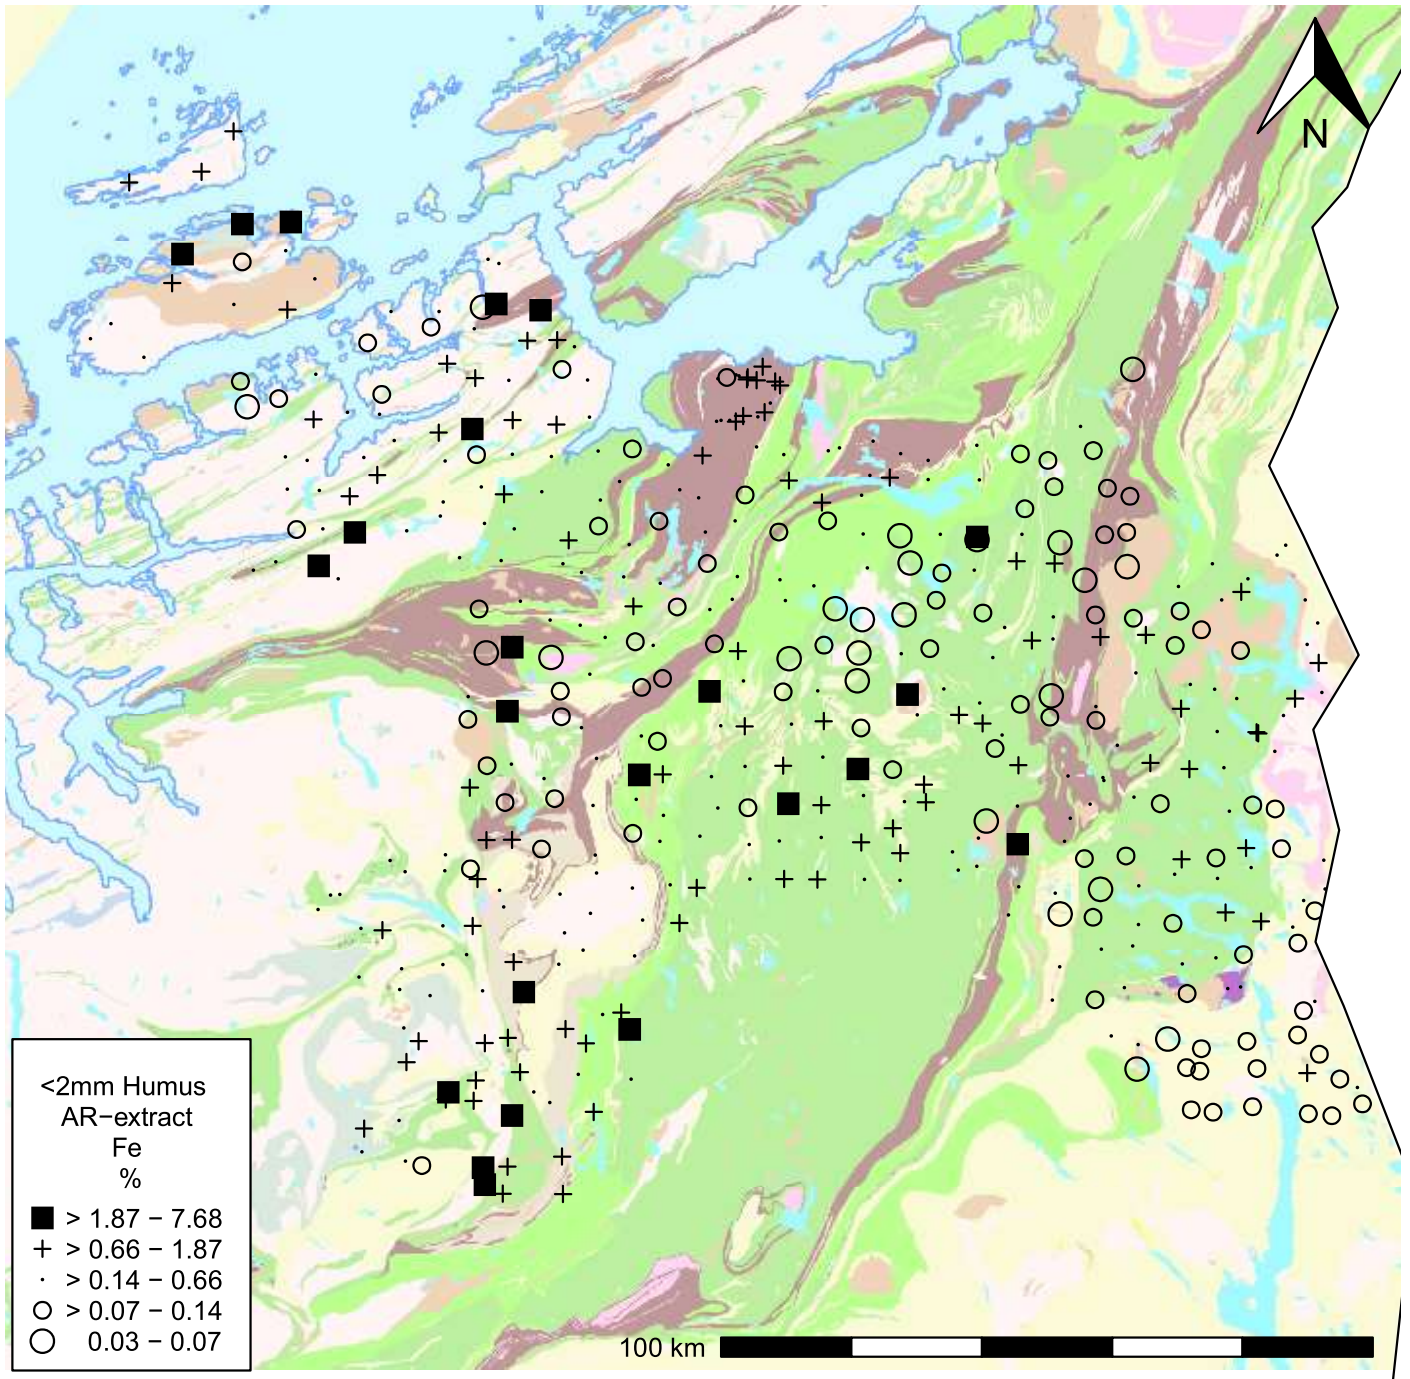 N
<2mm Humus
AR−extract
Fe
%
> 1.87 − 7.68
> 0.66 − 1.87
> 0.14 − 0.66
> 0.07 − 0.14
0.03 − 0.07
100 km